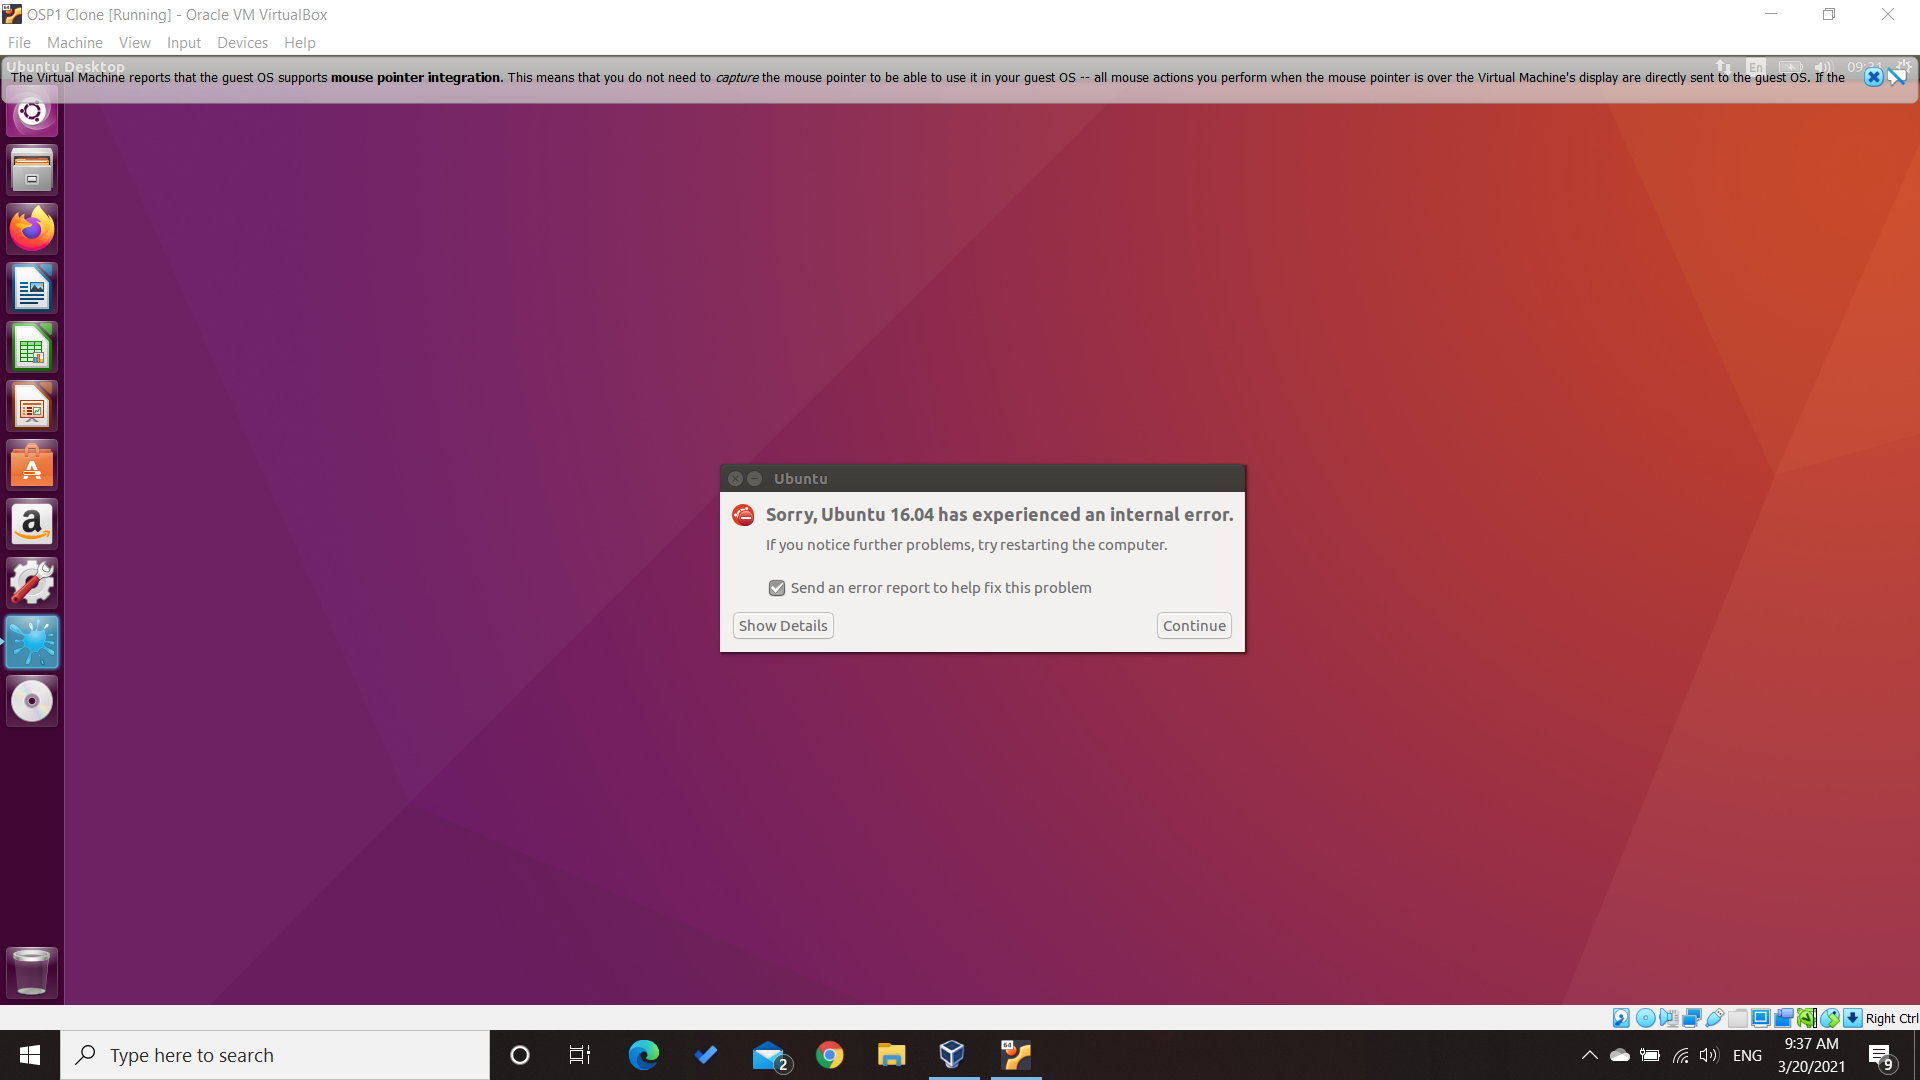 OSP1 Clone [Running] - Oracle VM VirtualBox
File Machine View Input Devices Help
Ubuntu Desktop
En
The Virtual Machine reports that the guest OS supports mouse pointer integration. This means that you do not need to capture the mouse pointer to be able to use it in your guest OS -- all mouse actions you perform when the mouse pointer is over the Virtual Machine's display are directly sent to the guest OS. If the
Ubuntu
Sorry, Ubuntu 16.04 has experienced an internal error.
If you notice further problems, try restarting the computer.
Send an error report to help fix this problem
Show Details
Continue
Right Ctrl
Type here to search
2
64
ENG
9:37 AM
3/20/2021
9